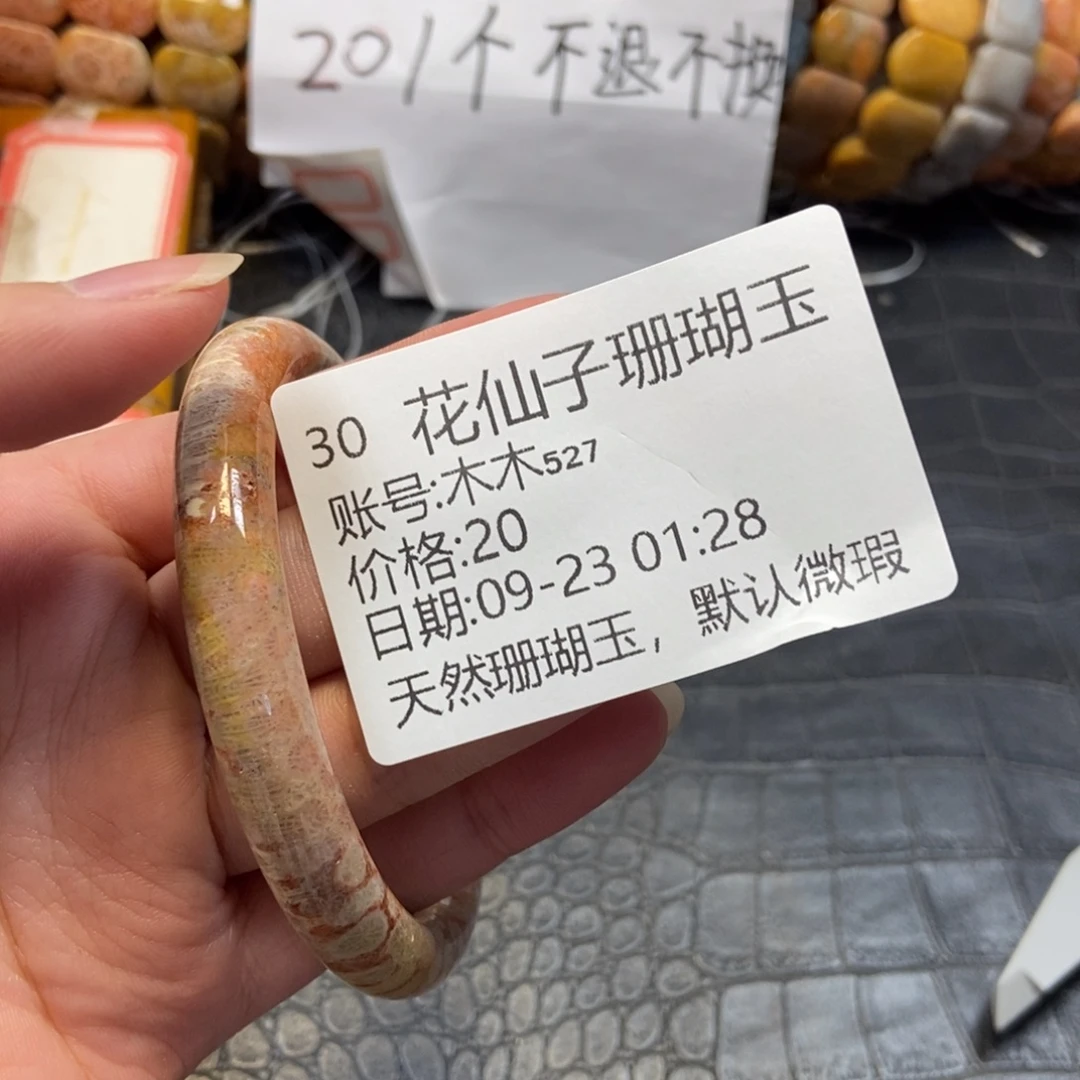 201个不退不换
30 花仙子珊瑚玉
账号:木木527
价格:20
日期:09-23 01:28
天然珊瑚玉，默认微瑕